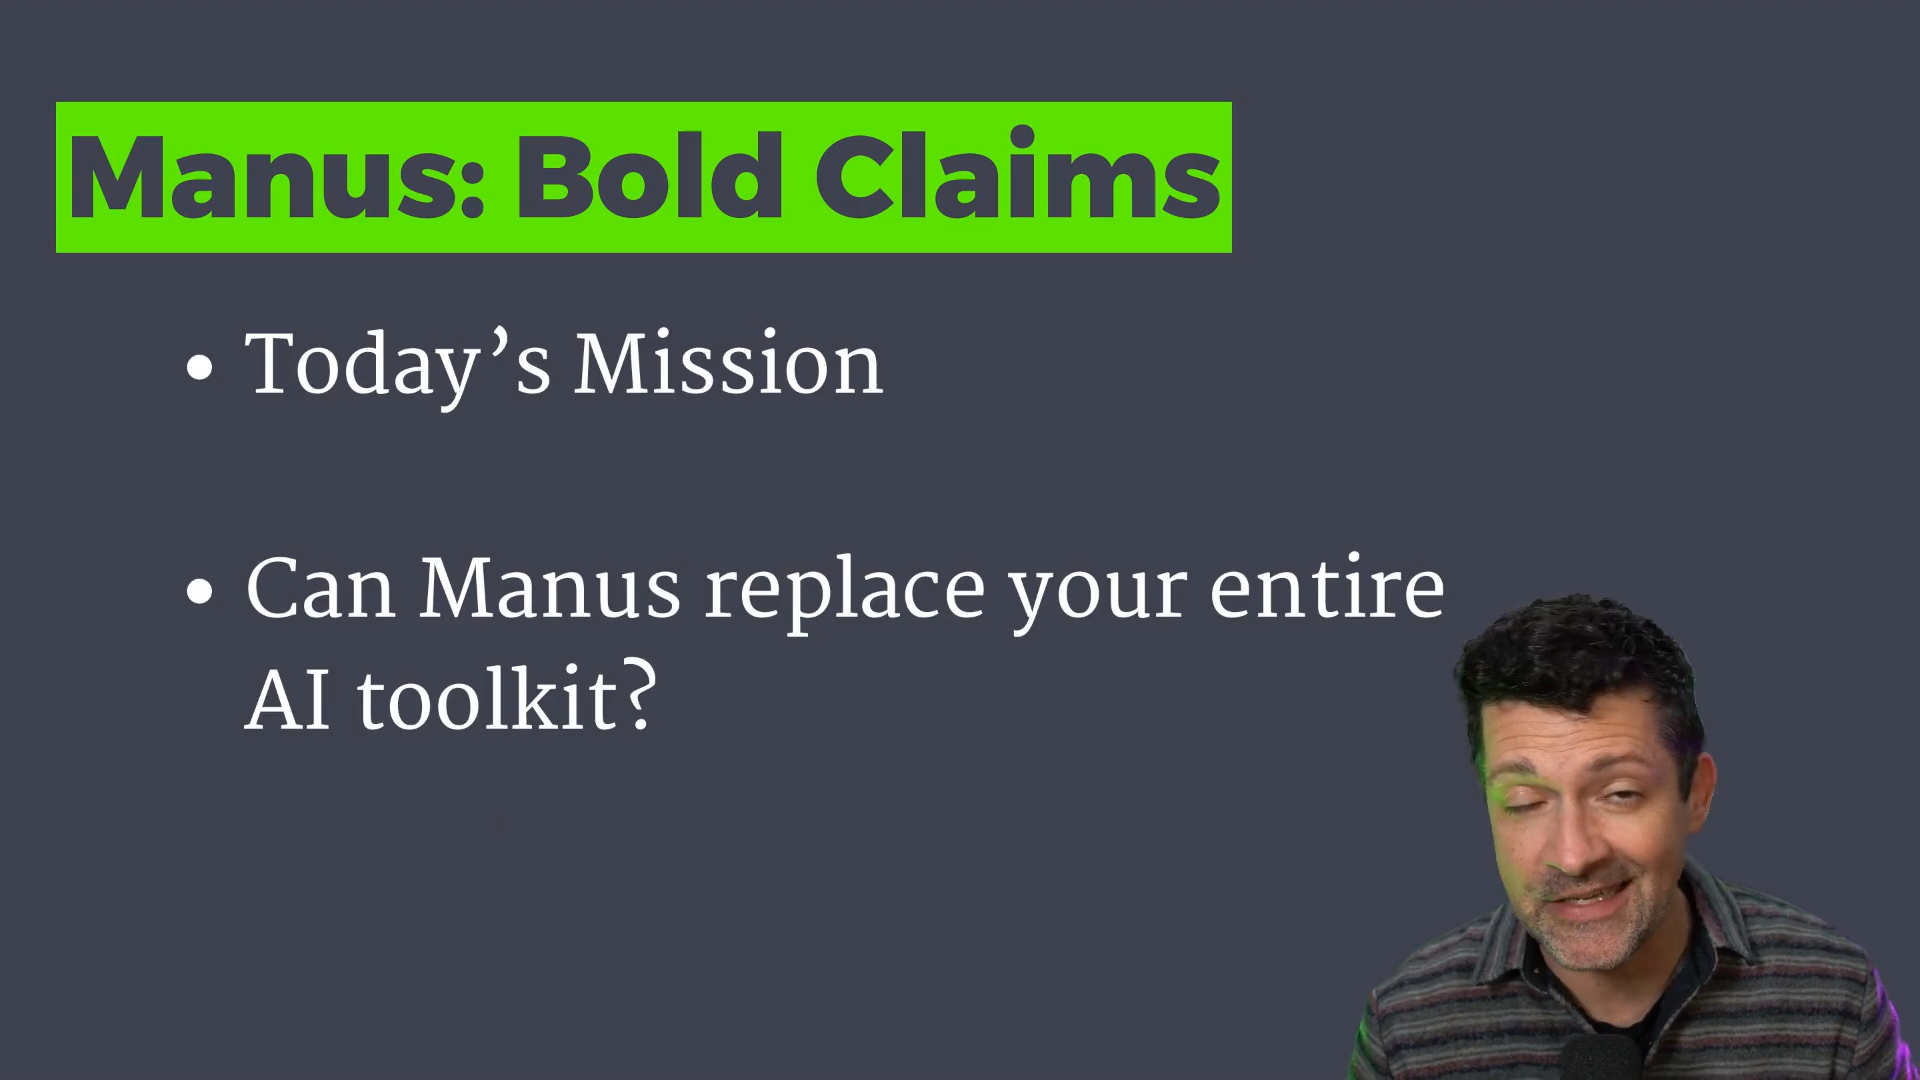 Manus: Bold Claims
• Today’s Mission
• Can Manus replace your entire
AI toolkit?